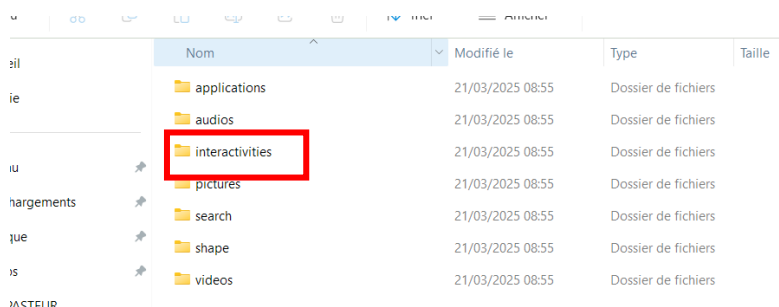 Nom Modifié le Type Taille
applications 21/03/2025 08:55 Dossier de fichiers
audios 21/03/2025 08:55 Dossier de fichiers
interactivities 21/03/2025 08:55 Dossier de fichiers
pictures 21/03/2025 08:55 Dossier de fichiers
hargements
search 21/03/2025 08:55 Dossier de fichiers
que
shape 21/03/2025 08:55 Dossier de fichiers
videos 21/03/2025 08:55 Dossier de fichiers
PASTEUR